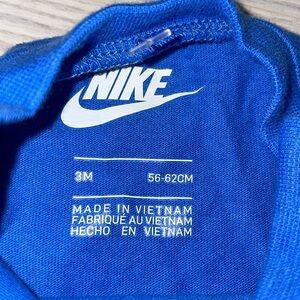 NIKE
3M 56-62CM
MADE IN VIETNAM
FABRIQUÉ AU VIETNAM
HECHO EN VIETNAM